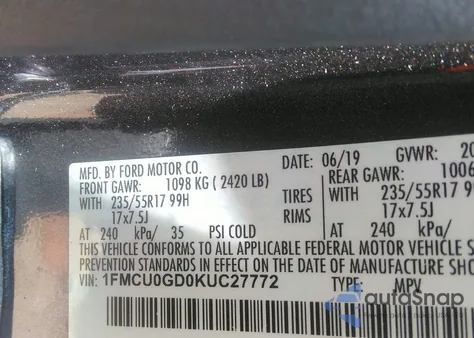 MFD. BY FORD MOTOR CO. DATE: 06/19 GVWR: 20
FRONT GAWR: 1098 KG ( 2420 LB) REAR GAWR: 1006
WITH 235/55R17 99H TIRES 235/55R17 99
17x7.5J RIMS 17x7.5J
AT 240 kPa/ 35 PSI COLD AT 240 kPa/
THIS VEHICLE CONFORMS TO ALL APPLICABLE FEDERAL MOTOR VEHICLE S
PREVENTION STANDARDS IN EFFECT ON THE DATE OF MANUFACTURE SHO
VIN: 1FMCU0GD0KUC27772 TYPE: MPV
autoSnap